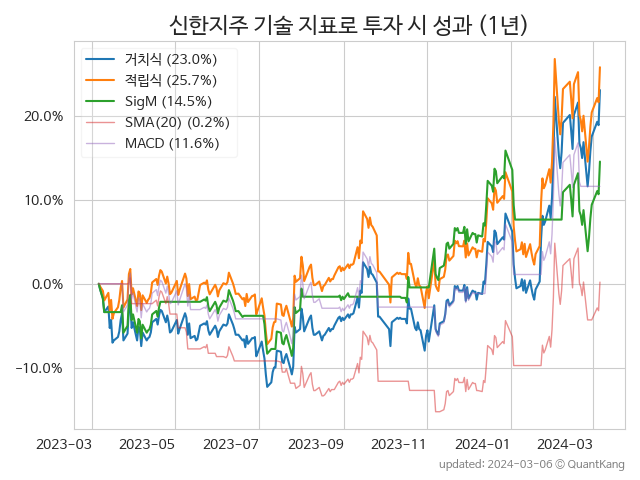 신한지주 기술 지표로 투자 시 성과 (1년)
거치식 (23.0%)
적립식 (25.7%)
SigM (14.5%)
SMA(20) (0.2%)
MACD (11.6%)
20.0%
10.0%
0.0%
−10.0%
2023-03 2023-05 2023-07 2023-09 2023-11 2024-01 2024-03
updated: 2024-03-06 ⓒ QuantKang